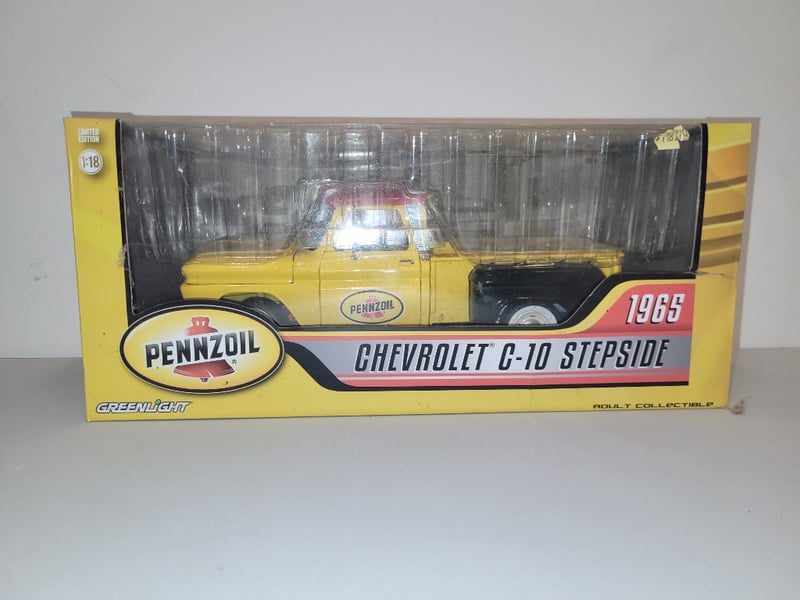 LIMITED
EDITION
1:18
PENNZOIL
1965
PENNZOIL®
CHEVROLET® C-10 STEPSIDE
GREENLIGHT
ADULT COLLECTIBLE